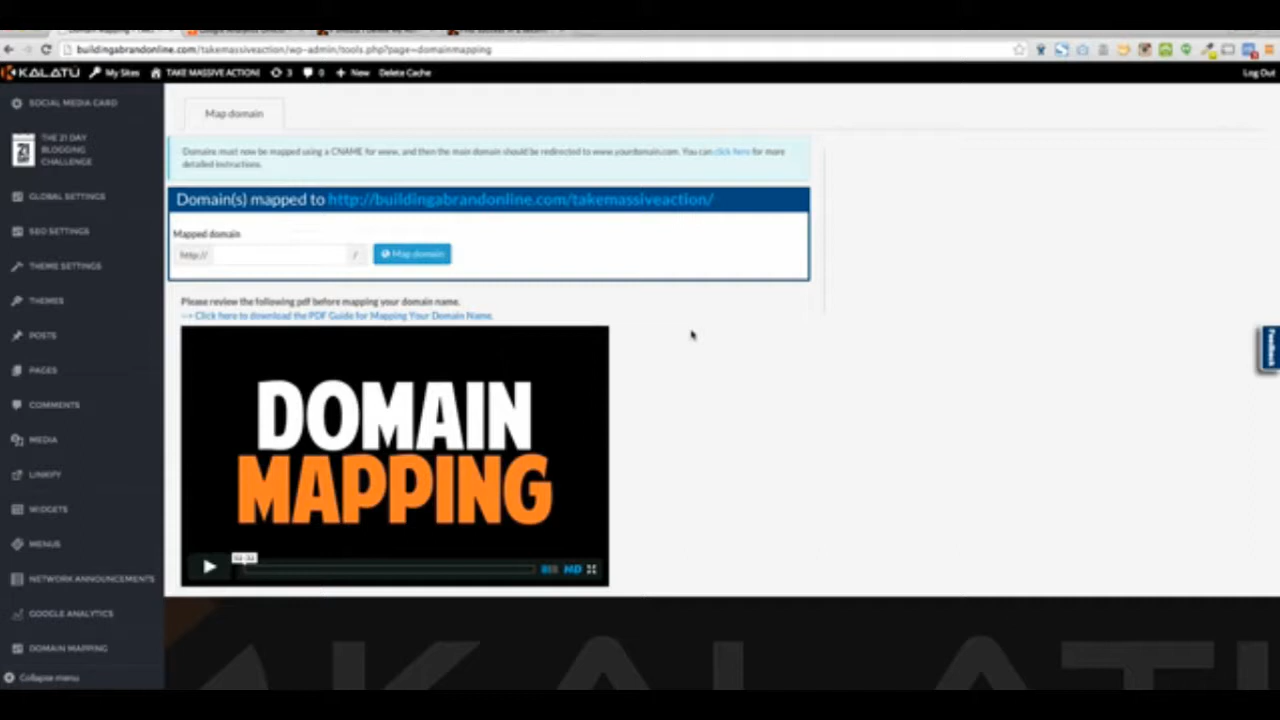 buildingabrandonline.com/takemassiveaction/wp-admin/tools.php?page=domainmapping
KALATŪ My Sites TAKE MASSIVE ACTION! 3 0 New Delete Cache Log Out
SOCIAL MEDIA CARD
21 DAY
THE 21 DAY
BLOGGING
CHALLENGE
GLOBAL SETTINGS
SEO SETTINGS
THEME SETTINGS
THEMES
POSTS
PAGES
COMMENTS
MEDIA
LINKIFY
WIDGETS
MENUS
NETWORK ANNOUNCEMENTS
GOOGLE ANALYTICS
DOMAIN MAPPING
Collapse menu
Map domain
Domains must now be mapped using a CNAME for www, and then the main domain should be redirected to www.yourdomain.com. You can click here for more
detailed instructions.
Domain(s) mapped to http://buildingabrandonline.com/takemassiveaction/
Mapped domain
http:// / Map domain
Please review the following pdf before mapping your domain name.
--> Click here to download the PDF Guide for Mapping Your Domain Name.
DOMAIN
MAPPING
HD
Feedback
KALATU